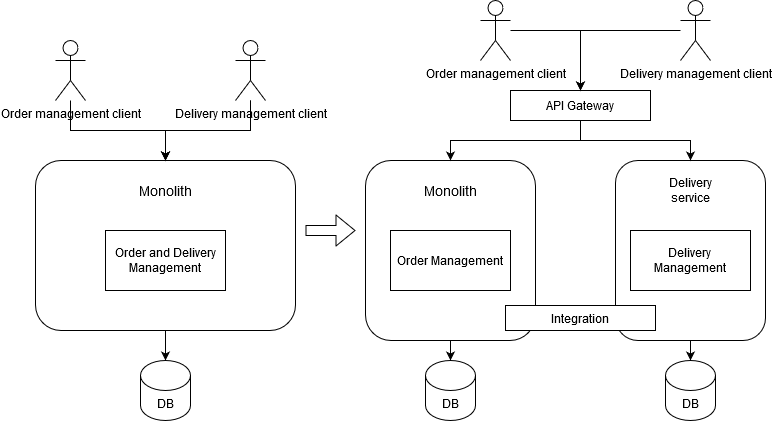 Order management client
Delivery management client
Monolith
Order and Delivery
Management
DB
Order management client
Delivery management client
API Gateway
Monolith
Order Management
Delivery
service
Delivery
Management
Integration
DB
DB